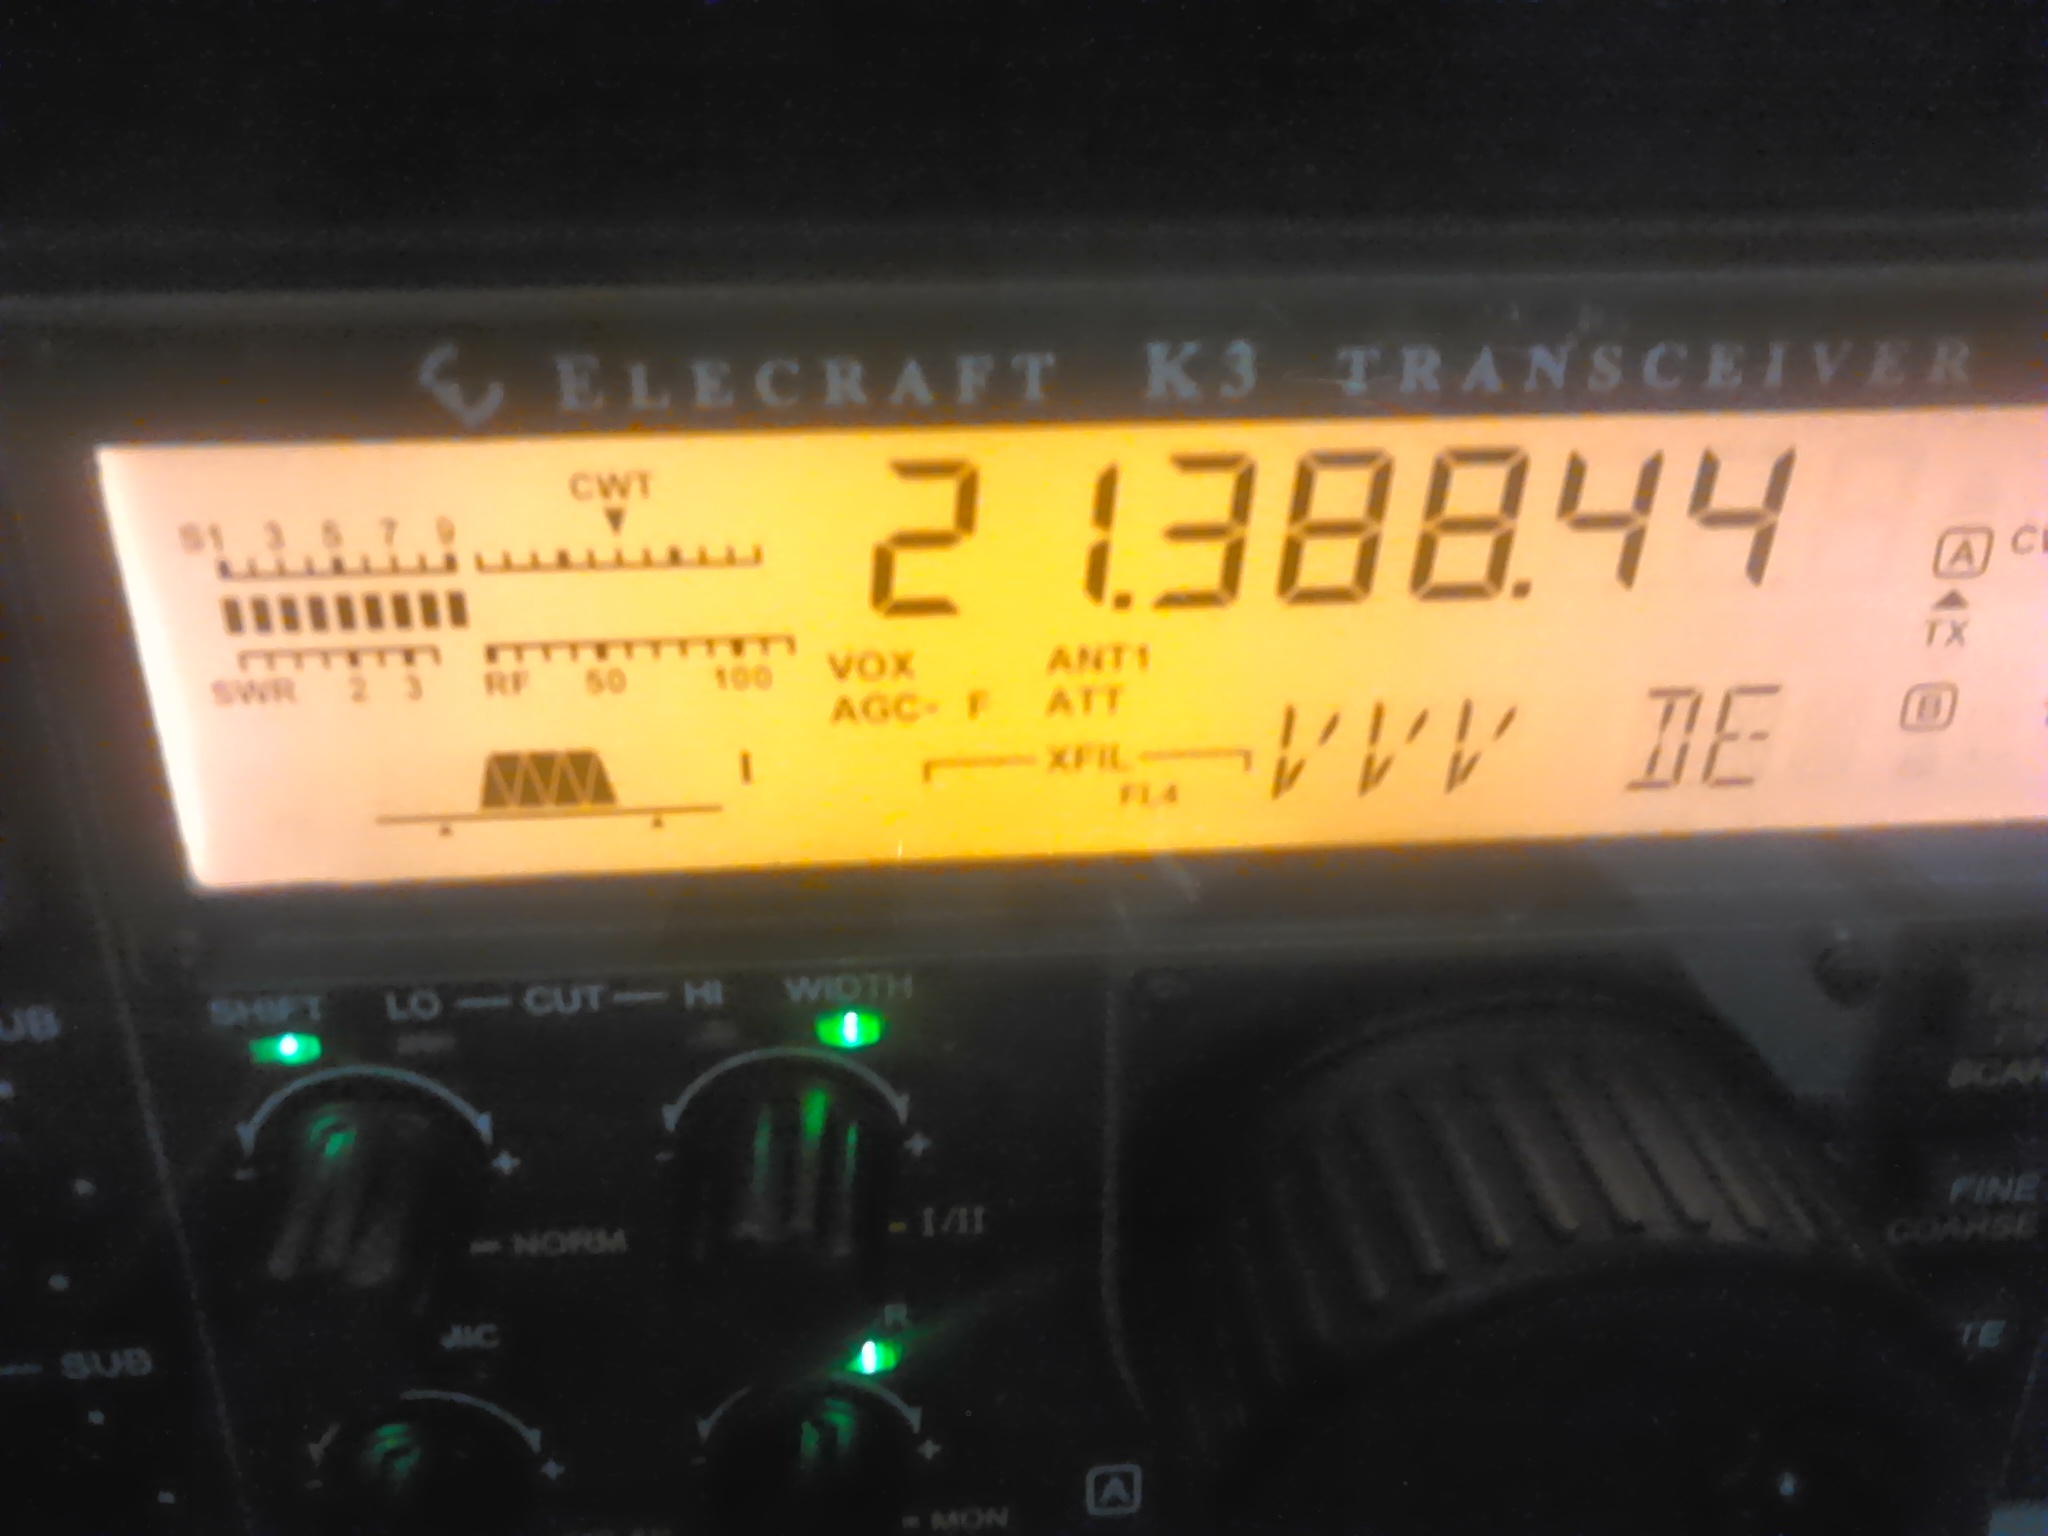 ELECRAFT K3 TRANSCEIVER
CWT
S1 3 5 7 9
21.388.44
A
TX
SWR 2 3 RF 50 100
VOX ANT1
AGC- F ATT
B
XFIL
FL4
VVV DE
I
SHIFT LO CUT HI WIDTH
UB
+ - + -
I/II
NORM
FINE
COARSE
SUB
MIC
R
- + - +
A
MON